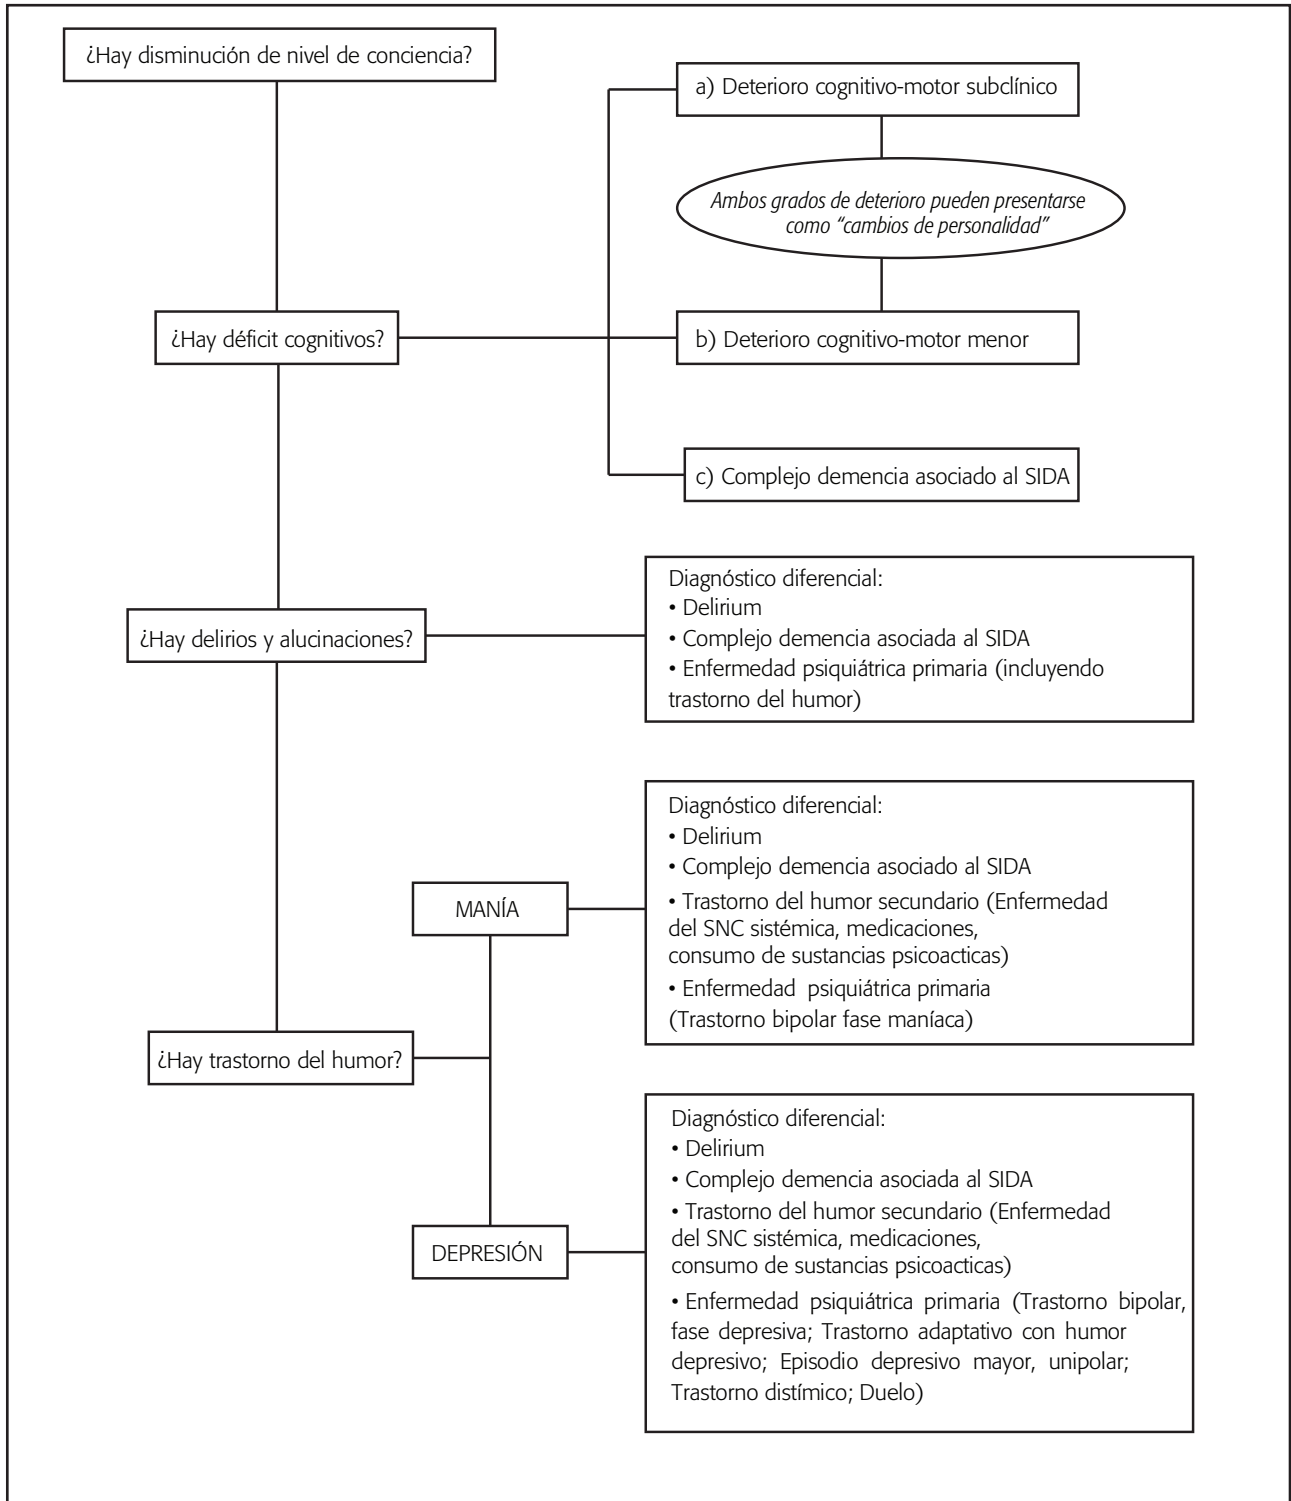 ¿Hay disminución de nivel de conciencia?
a) Deterioro cognitivo-motor subclínico
Ambos grados de deterioro pueden presentarse
como “cambios de personalidad”
¿Hay déficit cognitivos?
b) Deterioro cognitivo-motor menor
c) Complejo demencia asociado al SIDA
¿Hay delirios y alucinaciones?
Diagnóstico diferencial:
• Delirium
• Complejo demencia asociada al SIDA
• Enfermedad psiquiátrica primaria (incluyendo
trastorno del humor)
¿Hay trastorno del humor?
MANÍA
Diagnóstico diferencial:
• Delirium
• Complejo demencia asociado al SIDA
• Trastorno del humor secundario (Enfermedad
del SNC sistémica, medicaciones,
consumo de sustancias psicoacticas)
• Enfermedad psiquiátrica primaria
(Trastorno bipolar fase maníaca)
DEPRESIÓN
Diagnóstico diferencial:
• Delirium
• Complejo demencia asociada al SIDA
• Trastorno del humor secundario (Enfermedad
del SNC sistémica, medicaciones,
consumo de sustancias psicoacticas)
• Enfermedad psiquiátrica primaria (Trastorno bipolar,
fase depresiva; Trastorno adaptativo con humor
depresivo; Episodio depresivo mayor, unipolar;
Trastorno distímico; Duelo)